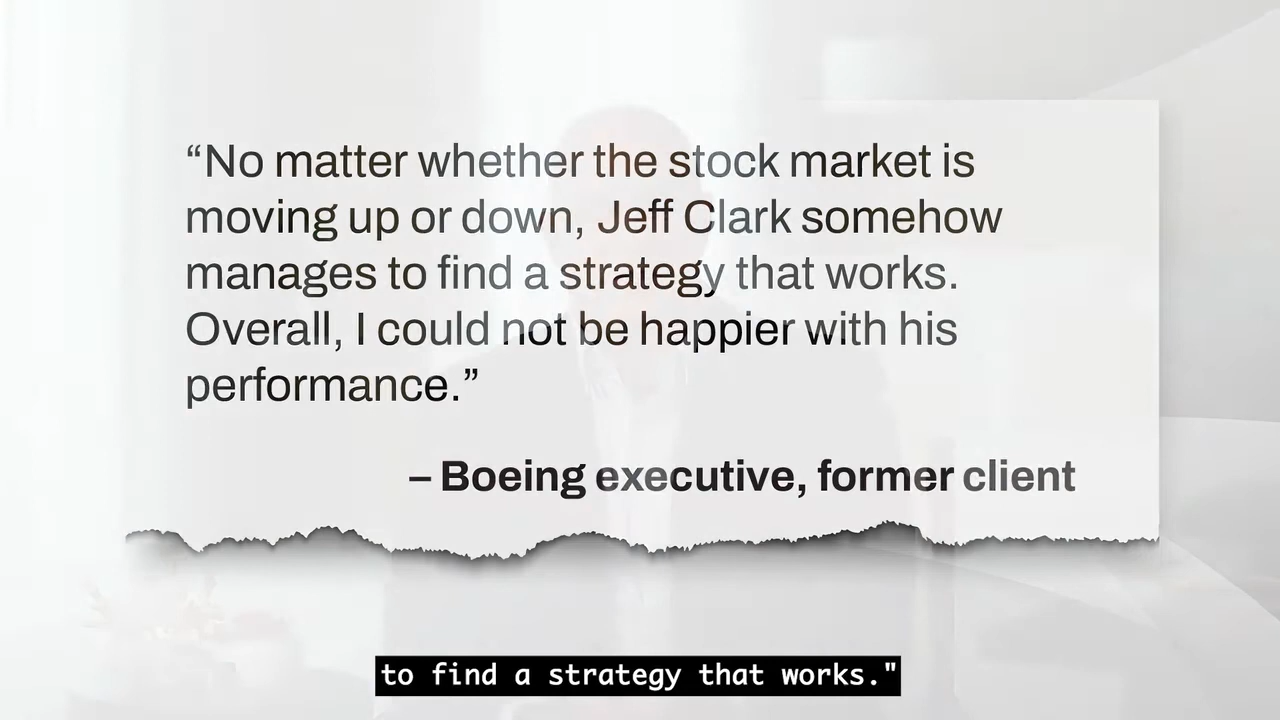 “No matter whether the stock market is
moving up or down, Jeff Clark somehow
manages to find a strategy that works.
Overall, I could not be happier with his
performance.”
– Boeing executive, former client
to find a strategy that works."